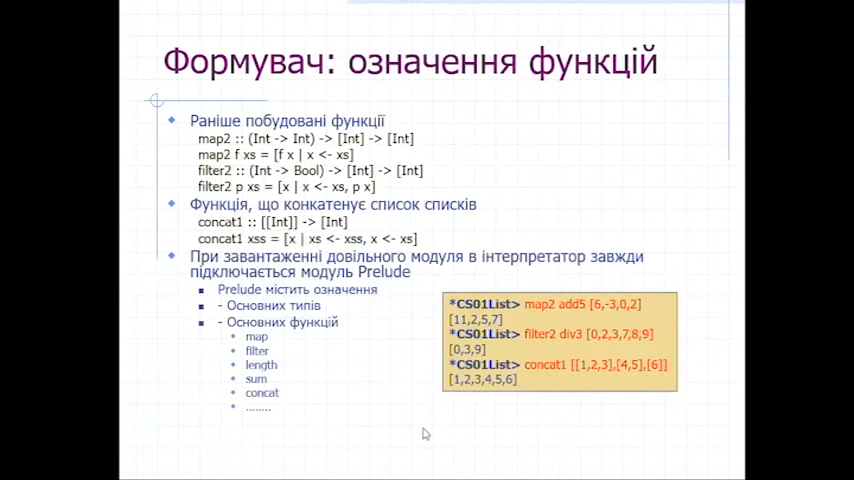 Формувач: означення функцій
Раніше побудовані функції
map2 :: (Int -> Int) -> [Int] -> [Int]
map2 f xs = [f x | x <- xs]
filter2 :: (Int -> Bool) -> [Int] -> [Int]
filter2 p xs = [x | x <- xs, p x]
Функція, що конкатенує список списків
concat1 :: [[Int]] -> [Int]
concat1 xss = [x | xs <- xss, x <- xs]
При завантаженні довільного модуля в інтерпретатор завжди
підключається модуль Prelude
Prelude містить означення
- Основних типів
- Основних функцій
map
filter
length
sum
concat
........
*CS01List> map2 add5 [6,-3,0,2]
[11,2,5,7]
*CS01List> filter2 div3 [0,2,3,7,8,9]
[0,3,9]
*CS01List> concat1 [[1,2,3],[4,5],[6]]
[1,2,3,4,5,6]